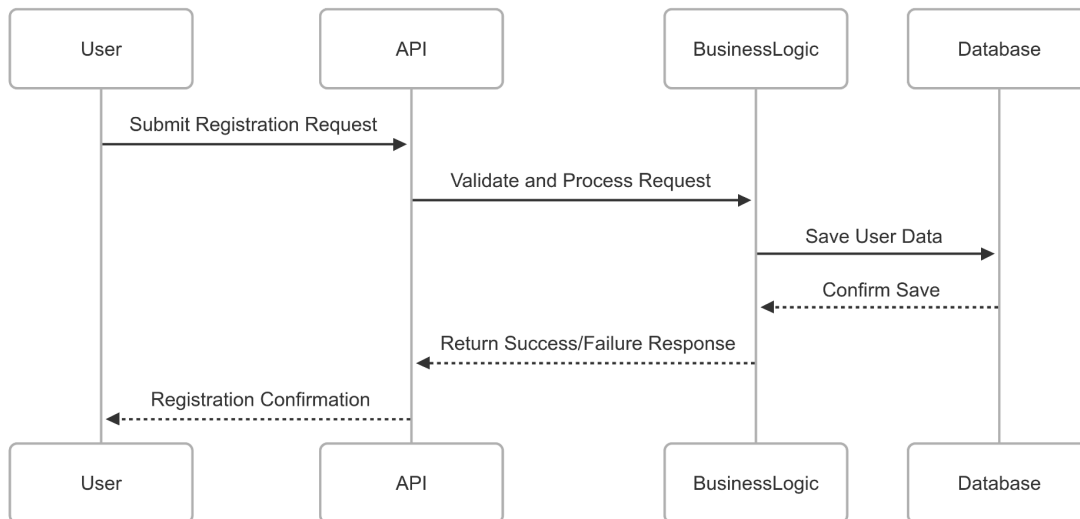 User
API
BusinessLogic
Database
Submit Registration Request
Validate and Process Request
Save User Data
Confirm Save
Return Success/Failure Response
Registration Confirmation
User
API
BusinessLogic
Database